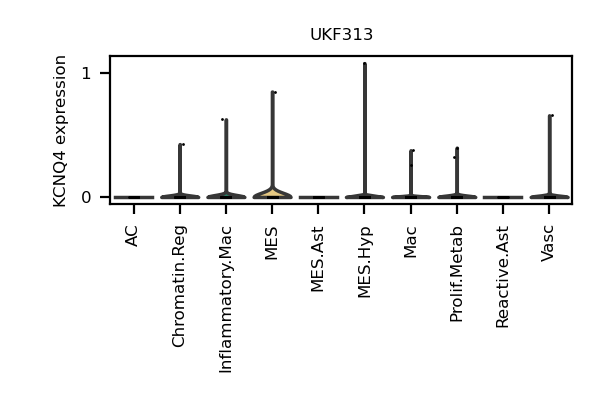 UKF313
KCNQ4 expression
1
0
AC
Chromatin.Reg
Inflammatory.Mac
MES
MES.Ast
MES.Hyp
Mac
Prolif.Metab
Reactive.Ast
Vasc